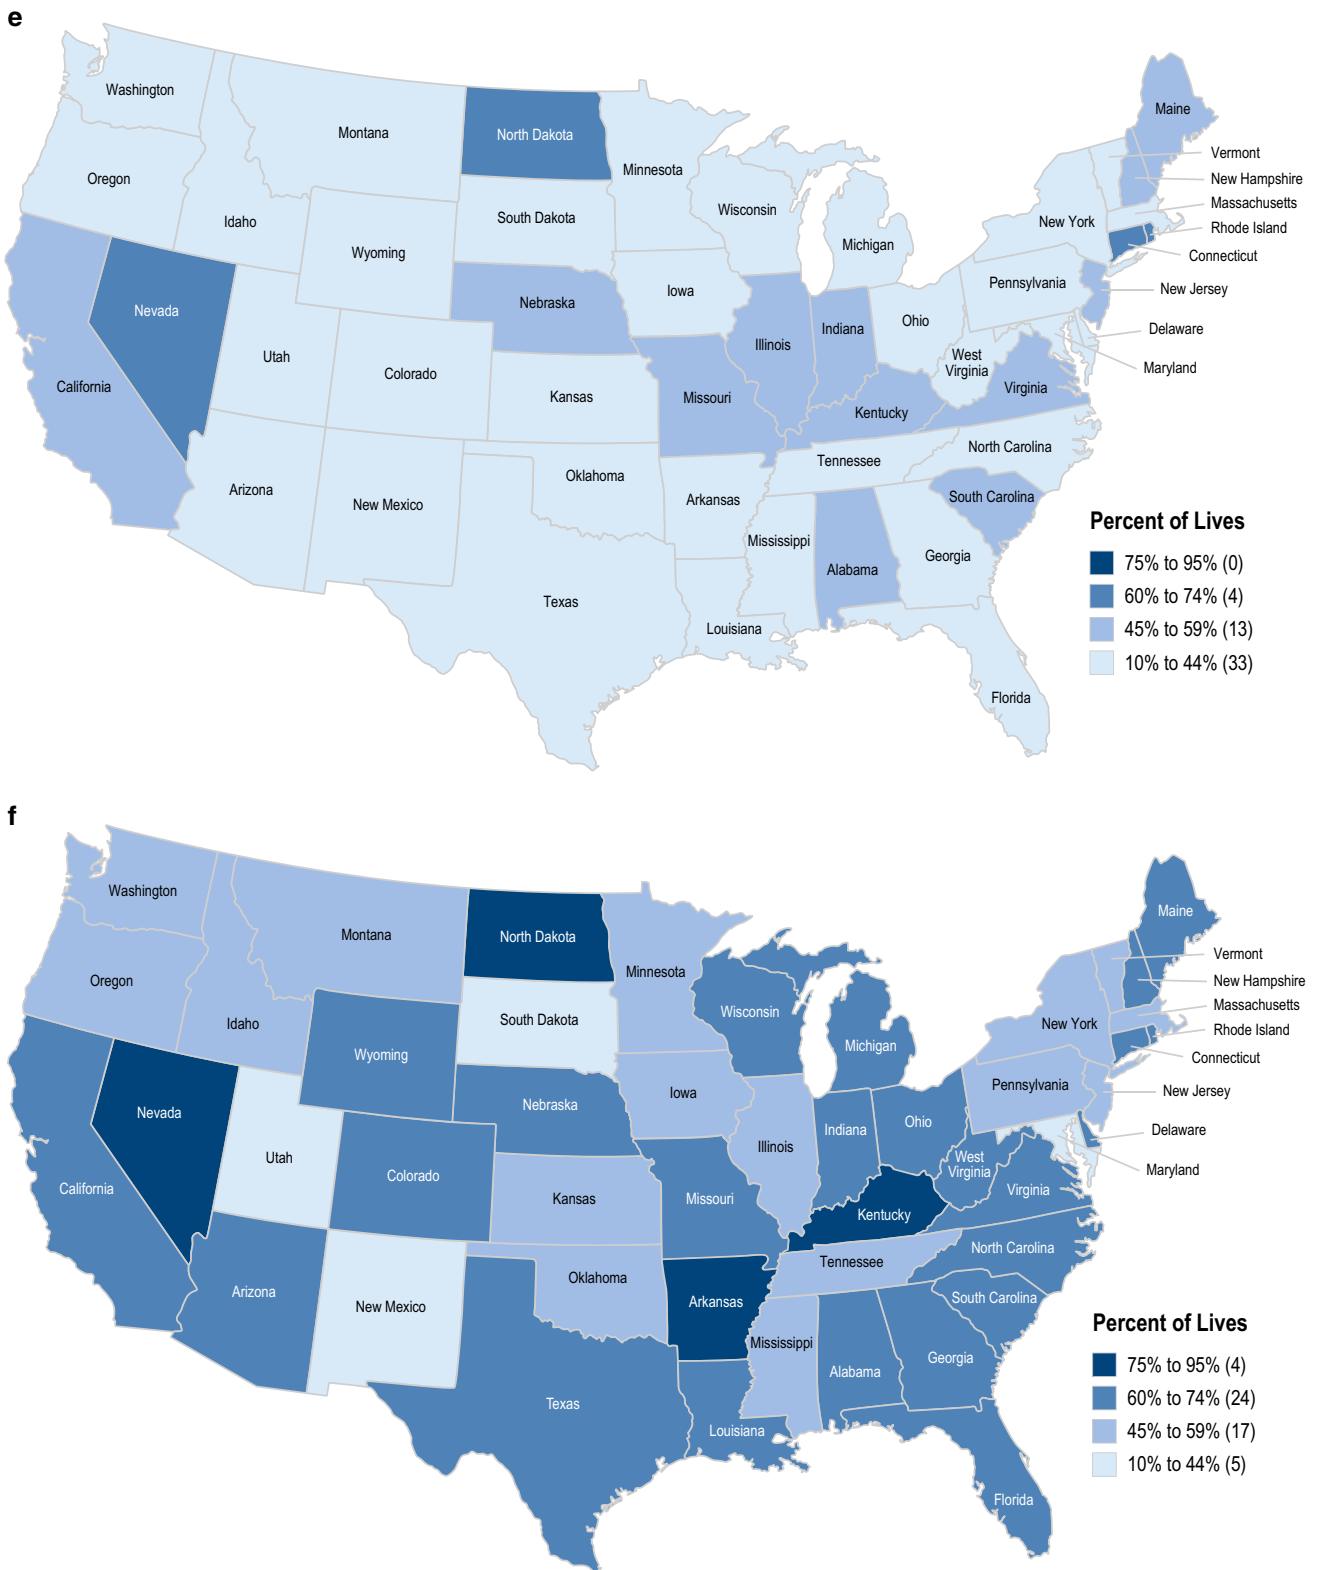 e
Washington
Montana
North Dakota
Minnesota
Maine
Vermont
New Hampshire
Massachusetts
Rhode Island
Connecticut
Oregon
Idaho
Wyoming
South Dakota
Wisconsin
Michigan
New York
Pennsylvania
New Jersey
Delaware
Maryland
Nevada
Nebraska
Iowa
Illinois
Indiana
Ohio
West
Virginia
Virginia
California
Utah
Colorado
Kansas
Missouri
Kentucky
North Carolina
Tennessee
Arizona
New Mexico
Oklahoma
Arkansas
South Carolina
Mississippi
Alabama
Georgia
Texas
Louisiana
Florida
Percent of Lives
75% to 95% (0)
60% to 74% (4)
45% to 59% (13)
10% to 44% (33)
f
Washington
Montana
North Dakota
Minnesota
Maine
Vermont
New Hampshire
Massachusetts
Rhode Island
Connecticut
Oregon
Idaho
Wyoming
South Dakota
Wisconsin
Michigan
New York
Pennsylvania
New Jersey
Delaware
Maryland
Nevada
Nebraska
Iowa
Illinois
Indiana
Ohio
West
Virginia
Virginia
California
Utah
Colorado
Kansas
Missouri
Kentucky
North Carolina
Tennessee
Arizona
New Mexico
Oklahoma
Arkansas
South Carolina
Mississippi
Alabama
Georgia
Texas
Louisiana
Florida
Percent of Lives
75% to 95% (4)
60% to 74% (24)
45% to 59% (17)
10% to 44% (5)